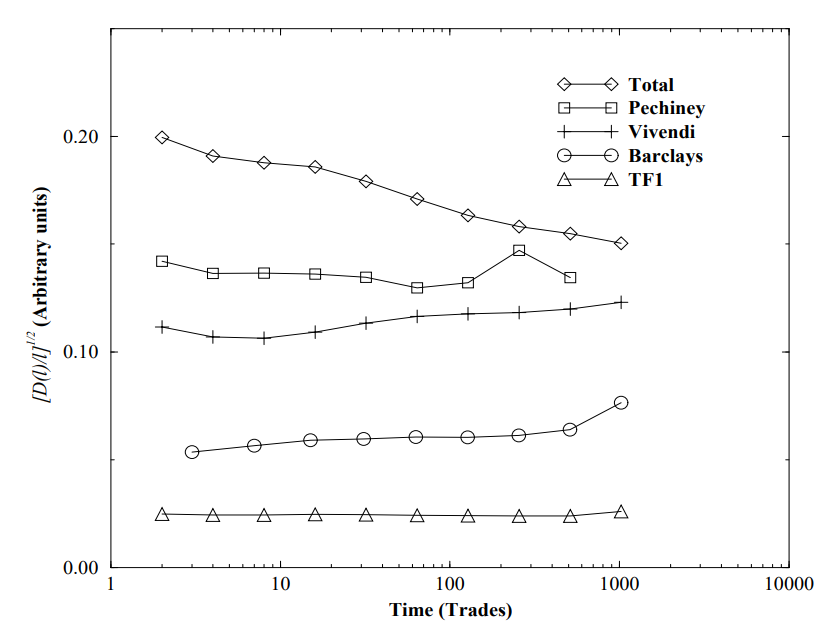 Total
Pechiney
Vivendi
Barclays
TF1
0.20
0.10
0.00
[D(l)/l]^1/2 (Arbitrary units)
1 10 100 1000 10000
Time (Trades)